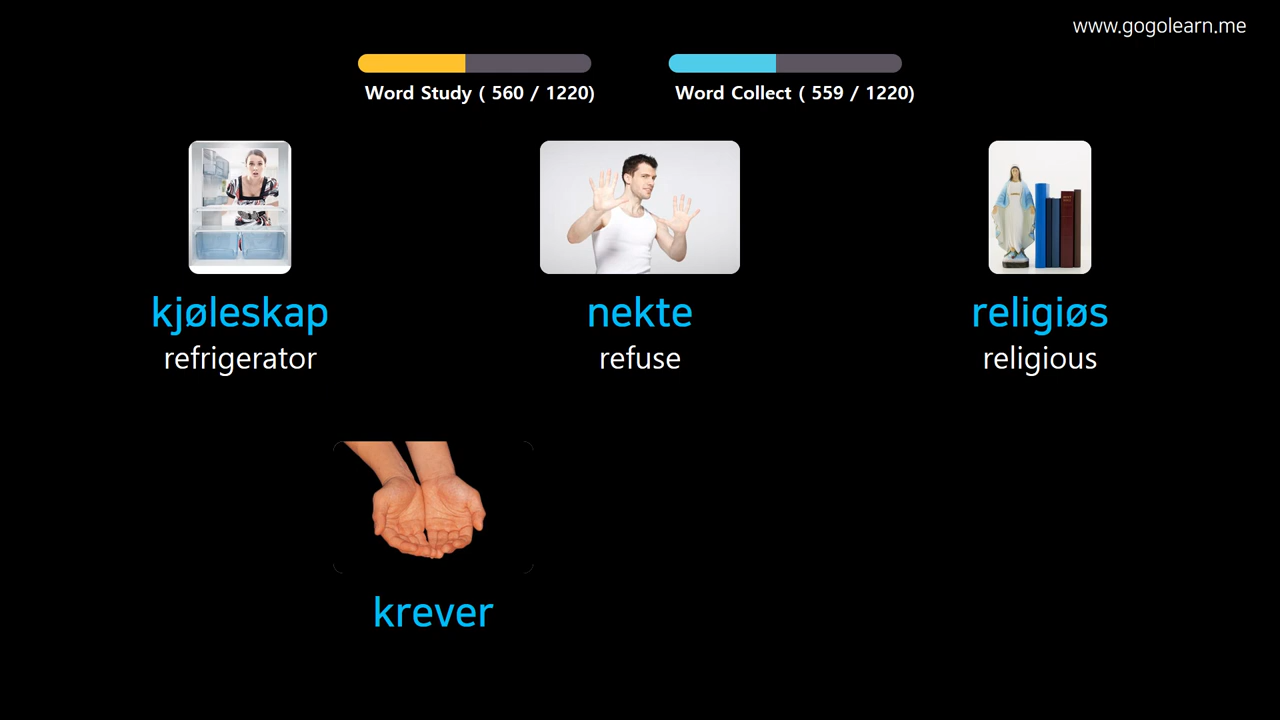 www.gogolearn.me
Word Study ( 560 / 1220)
Word Collect ( 559 / 1220)
kjøleskap
refrigerator
nekte
refuse
religiøs
religious
krever